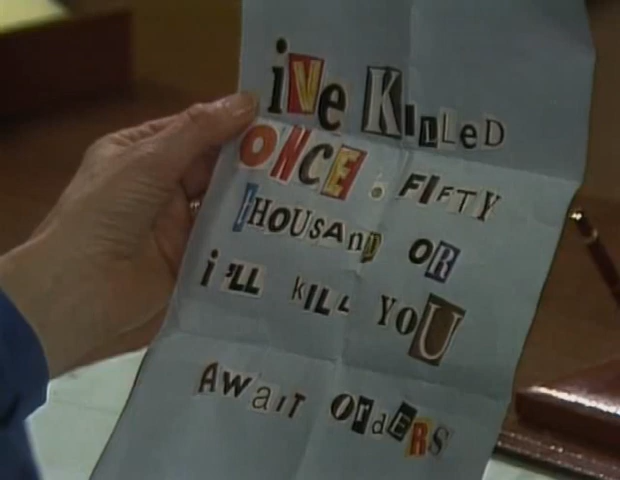 iVe KiLLeD
ONCE. FIFTY
tHOUSAnD OR
i'LL KILL YOU
AWaiT OrdERS